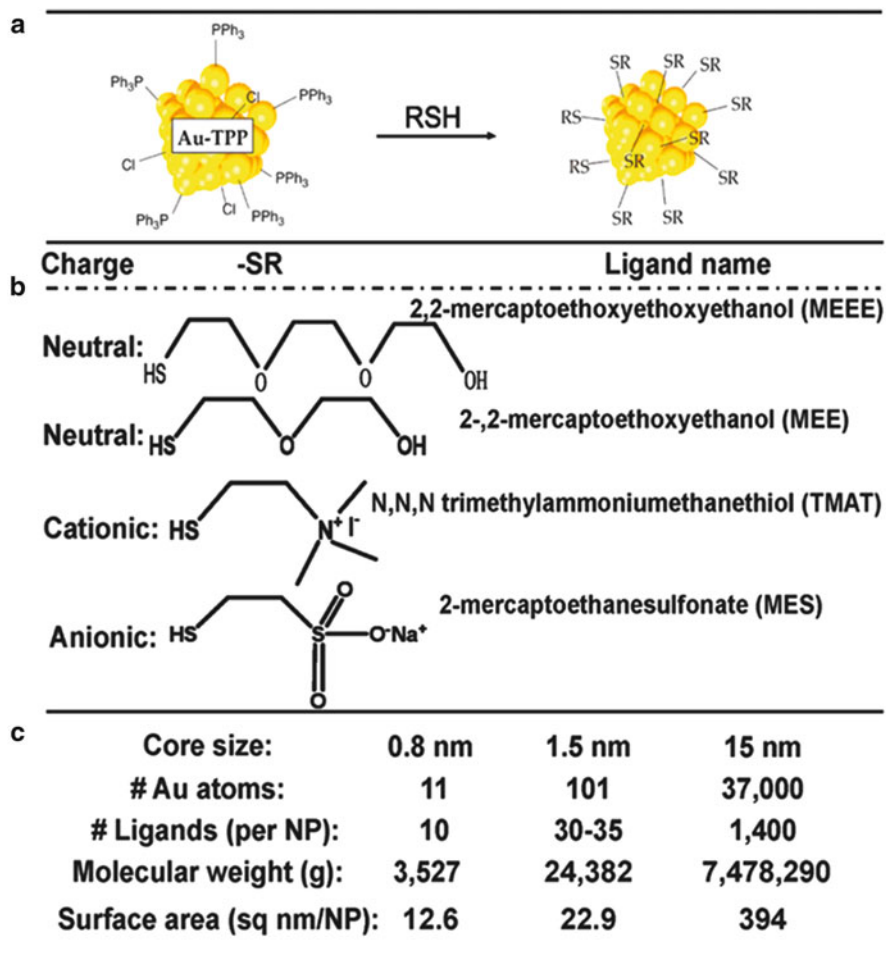 a
PPh3
Ph3P
Cl
PPh3
Au-TPP
Cl
PPh3
Cl
Ph3P
PPh3
RSH
SR
SR
SR
SR
RS
SR
RS
SR
SR
SR
SR
Charge -SR Ligand name
b
2,2-mercaptoethoxyethoxyethanol (MEEE)
Neutral:
HS
O
O
OH
2-,2-mercaptoethoxyethanol (MEE)
Neutral: HS
O
OH
N,N,N trimethylammoniumethanethiol (TMAT)
Cationic: HS
N+ I-
2-mercaptoethanesulfonate (MES)
O
Anionic: HS
S
O-Na+
O
c
Core size: 0.8 nm 1.5 nm 15 nm
# Au atoms: 11 101 37,000
# Ligands (per NP): 10 30-35 1,400
Molecular weight (g): 3,527 24,382 7,478,290
Surface area (sq nm/NP): 12.6 22.9 394